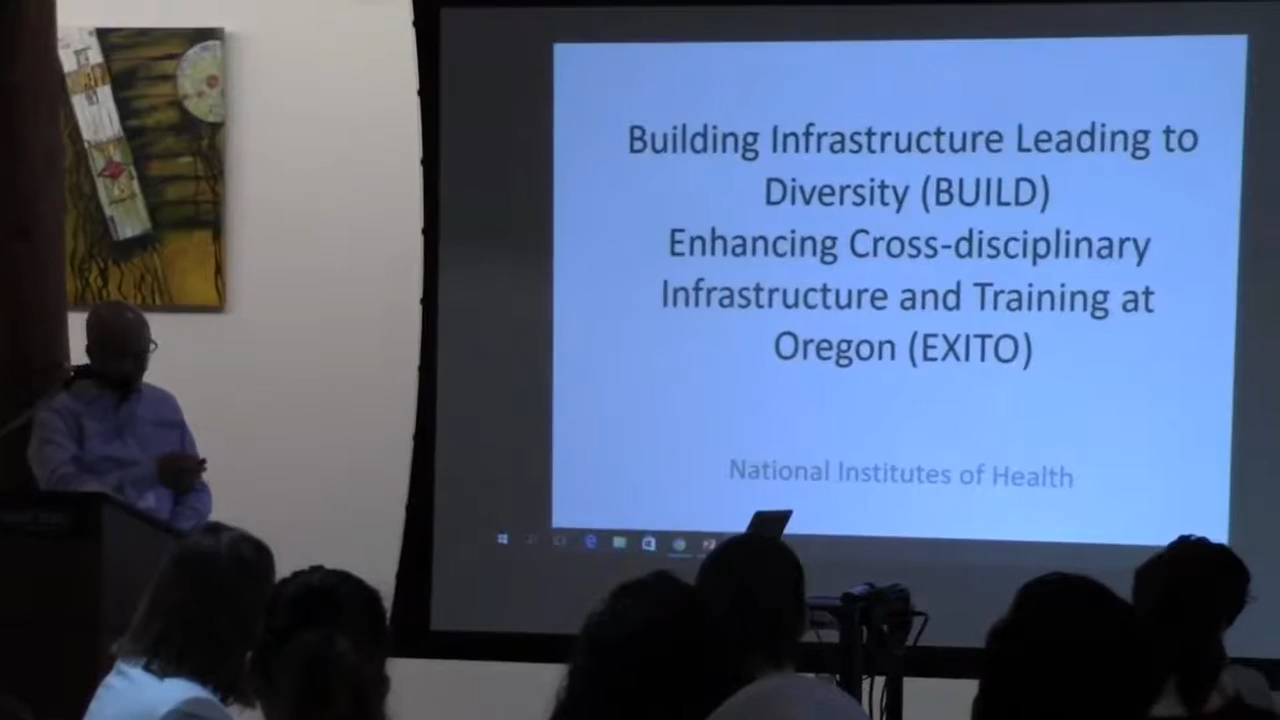 Building Infrastructure Leading to
Diversity (BUILD)
Enhancing Cross-disciplinary
Infrastructure and Training at
Oregon (EXITO)
National Institutes of Health